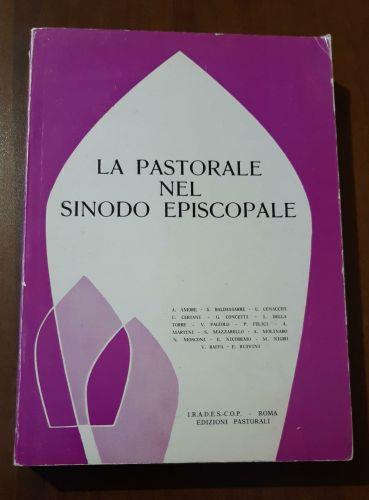 LA PASTORALE
NEL
SINODO EPISCOPALE
A. AMORE - S. BALDASSARRE - G. CENACCHI
G. CERIANI - G. CONCETTI - L. DELLA
TORRE - V. FAGIOLO - P. FELICI - A.
MARTINI - S. MAZZARELLO - S. MOLINARO
N. MOSCONI - E. NICODEMO - M. NIGRO
V. RAFFA - E. RUFFINI
I.R.A.D.E.S.-C.O.P. - ROMA
EDIZIONI PASTORALI